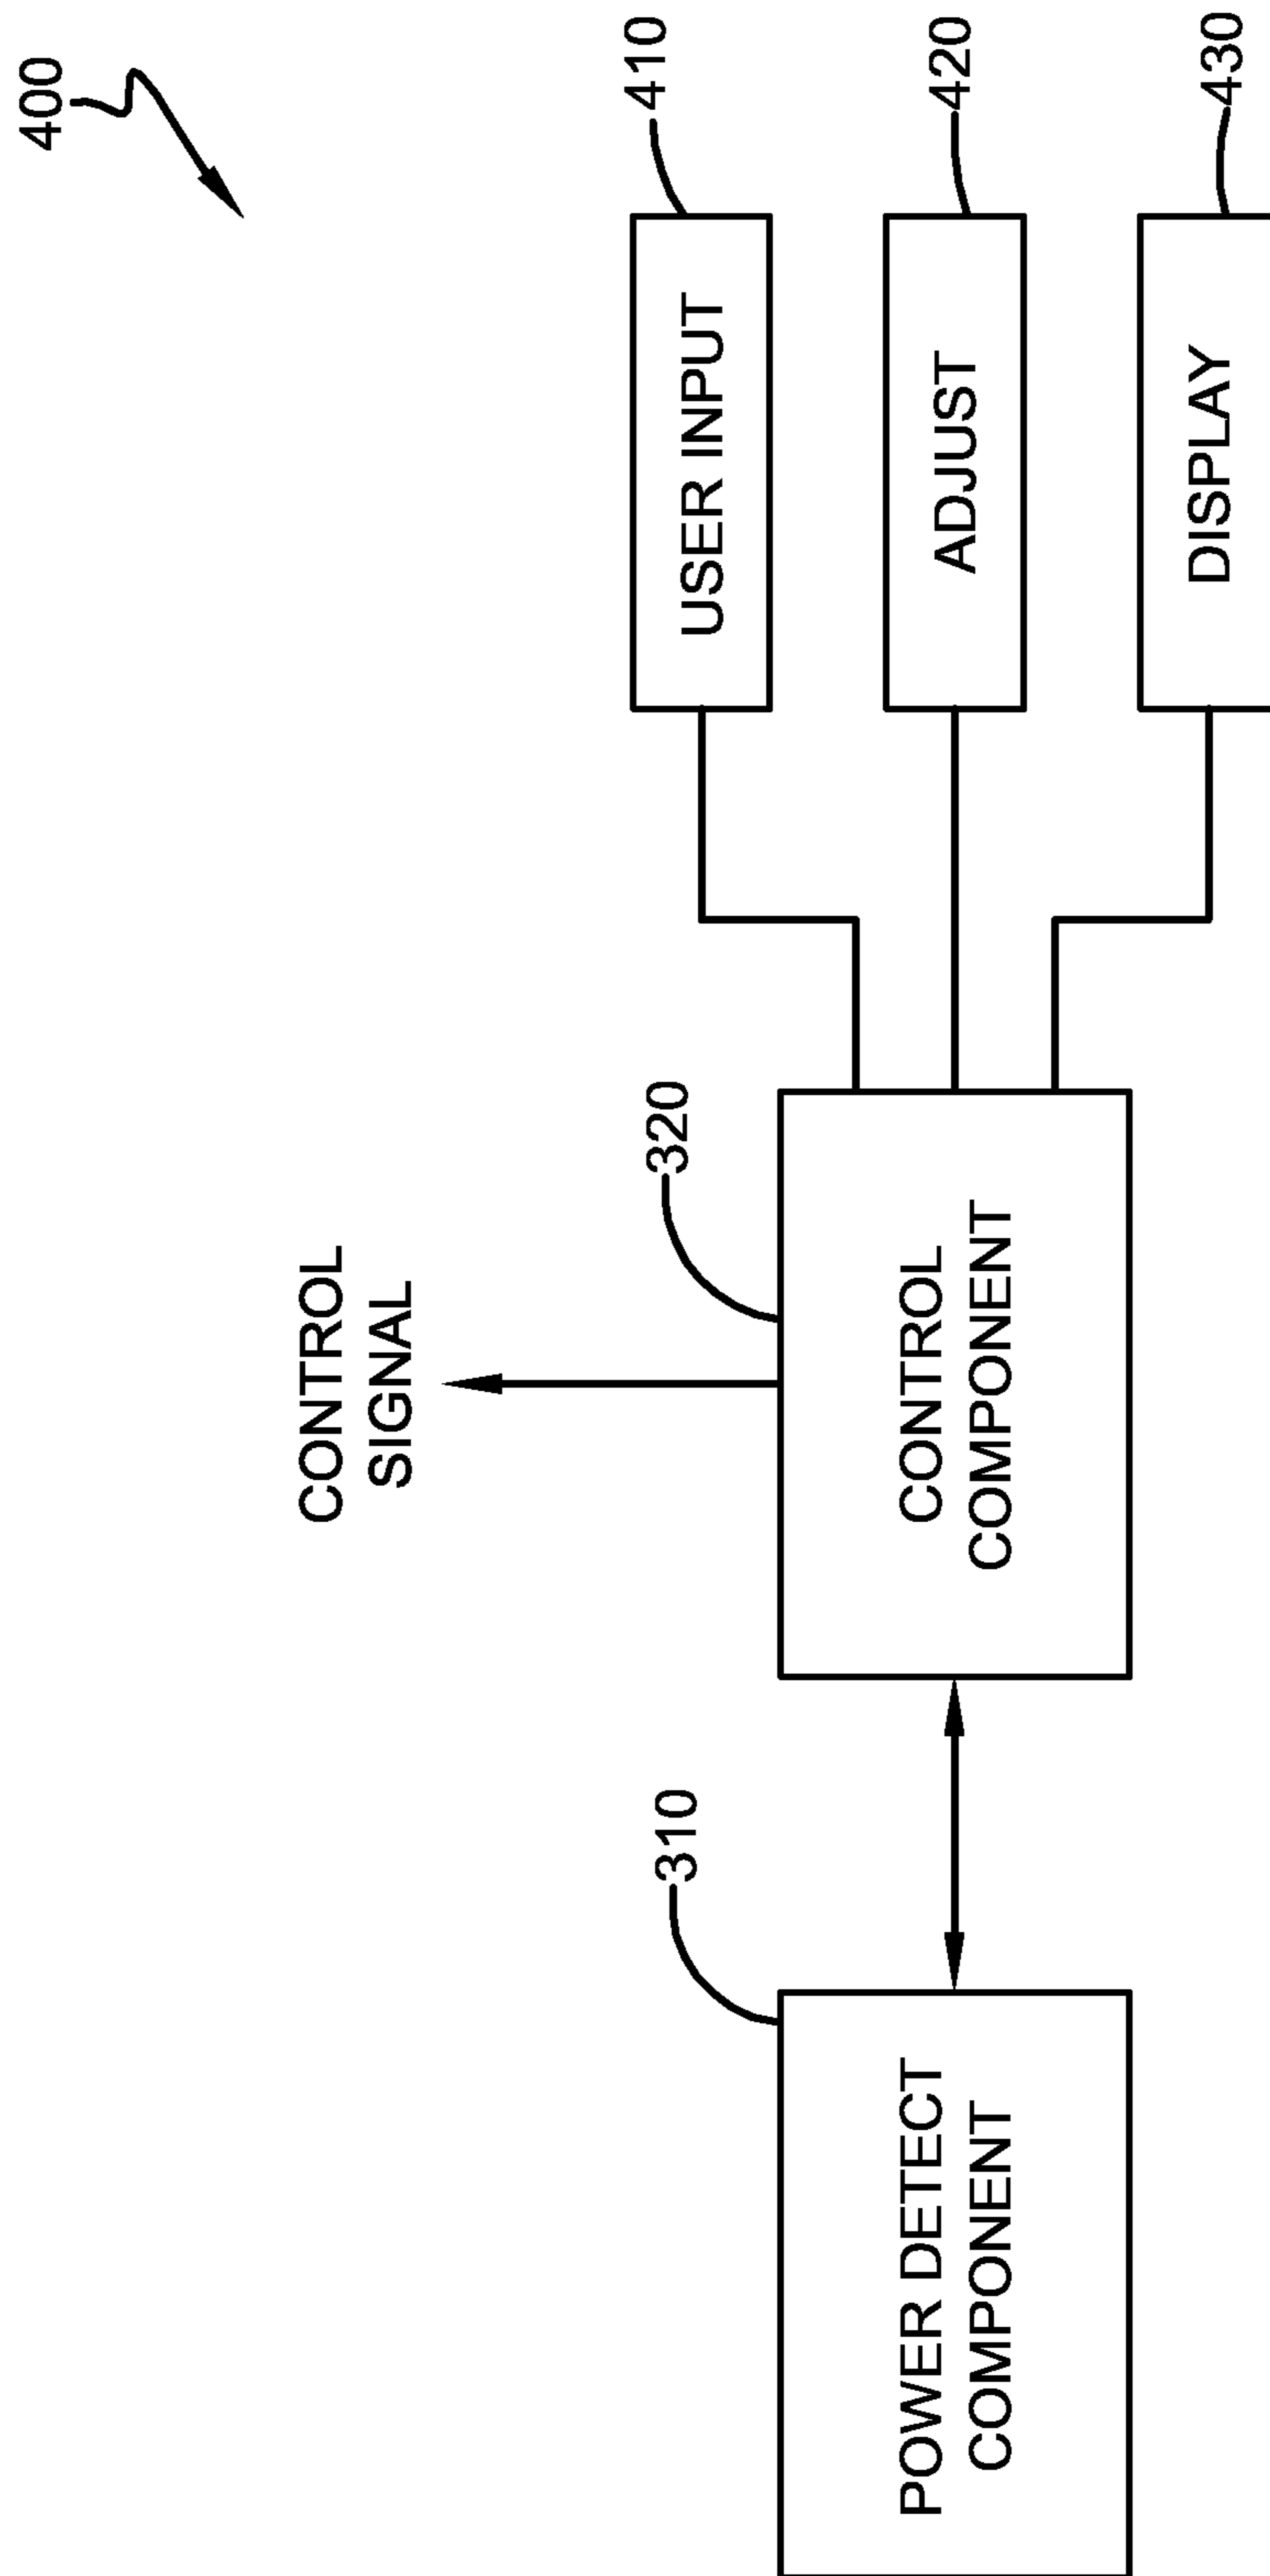 400
CONTROL
SIGNAL
310
320
410
420
430
POWER DETECT
COMPONENT
CONTROL
COMPONENT
USER INPUT
ADJUST
DISPLAY